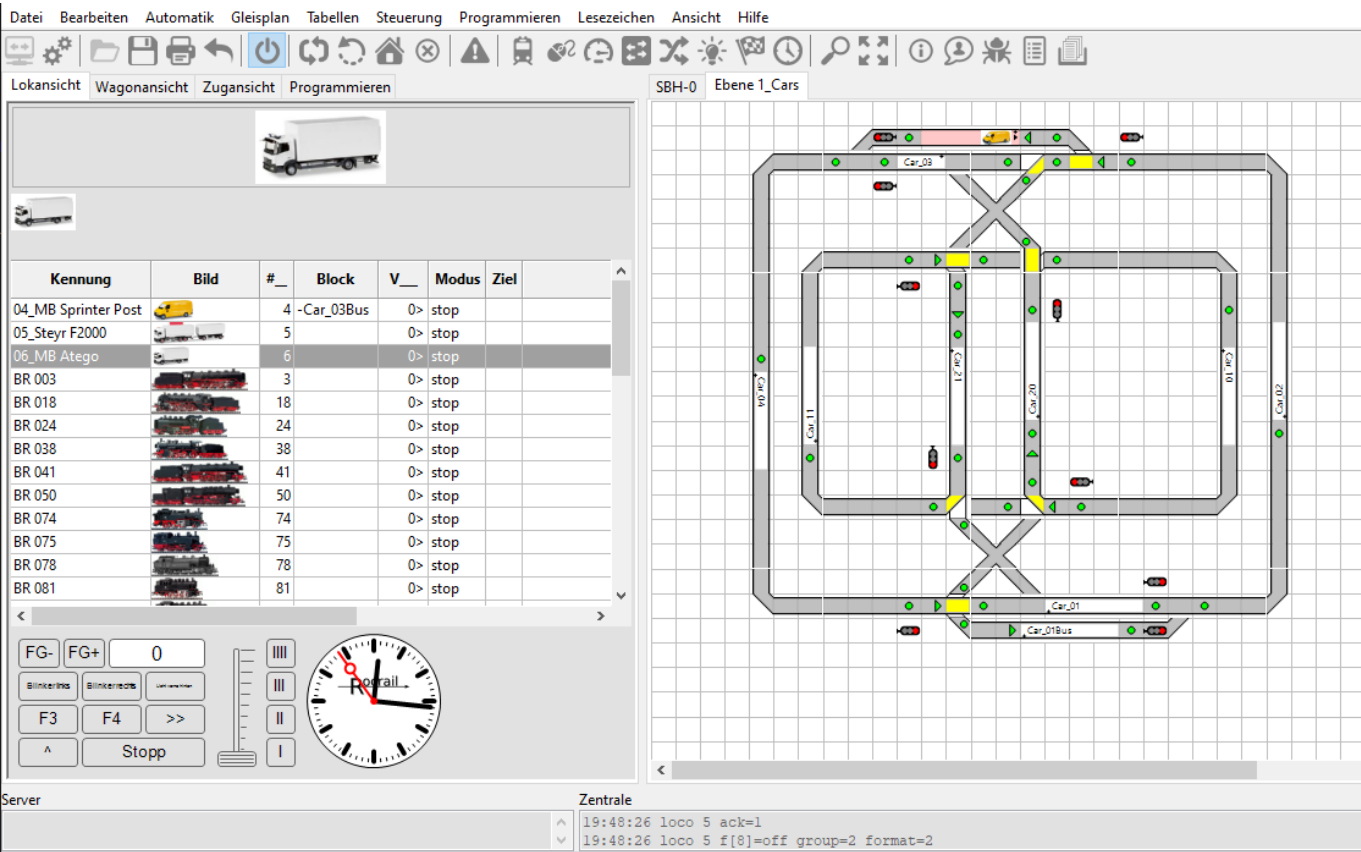 Datei Bearbeiten Automatik Gleisplan Tabellen Steuerung Programmieren Lesezeichen Ansicht Hilfe
Lokansicht Wagonansicht Zugansicht Programmieren
SBH-0 Ebene 1_Cars
Kennung Bild #__ Block V___ Modus Ziel
04_MB Sprinter Post 4 -Car_03Bus 0> stop
05_Steyr F2000 5 0> stop
06_MB Atego 6 0> stop
BR 003 3 0> stop
BR 018 18 0> stop
BR 024 24 0> stop
BR 038 38 0> stop
BR 041 41 0> stop
BR 050 50 0> stop
BR 074 74 0> stop
BR 075 75 0> stop
BR 078 78 0> stop
BR 081 81 0> stop
FG- FG+ 0 IIII
Blinkerlinks Blinkerrechts III
F3 F4 >> II
^ Stopp I
Rocrail
Car_03
Car_04
Car_11
Car_21
Car_20
Car_10
Car_02
Car_01
Car_01Bus
Server
Zentrale
19:48:26 loco 5 ack=1
19:48:26 loco 5 f[8]=off group=2 format=2